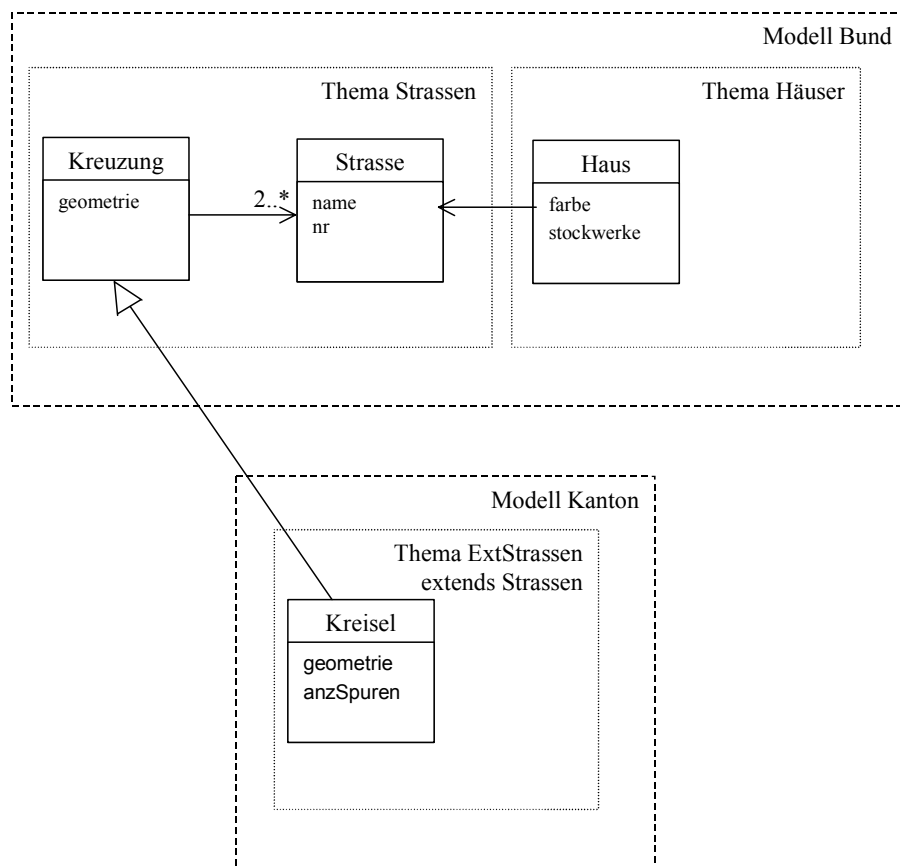 Modell Bund
Thema Strassen
Thema Häuser
Kreuzung
geometrie
2..*
Strasse
name
nr
Haus
farbe
stockwerke
Modell Kanton
Thema ExtStrassen
extends Strassen
Kreisel
geometrie
anzSpuren